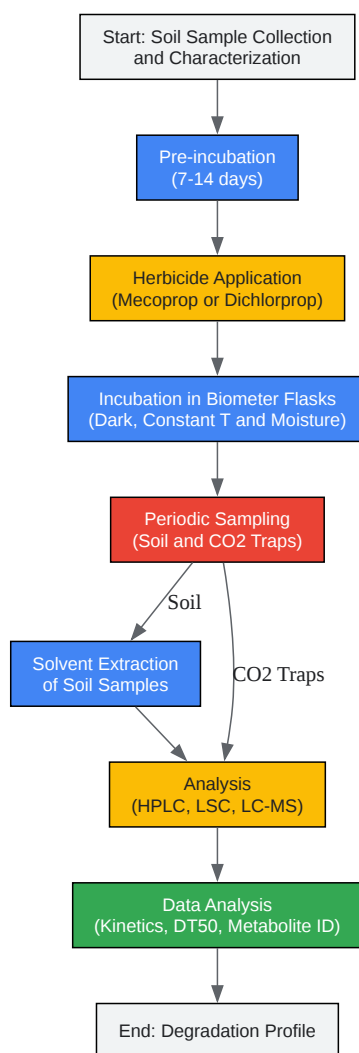 Start: Soil Sample Collection
and Characterization
Pre-incubation
(7-14 days)
Herbicide Application
(Mecoprop or Dichlorprop)
Incubation in Biometer Flasks
(Dark, Constant T and Moisture)
Periodic Sampling
(Soil and CO2 Traps)
Soil
Solvent Extraction
of Soil Samples
CO2 Traps
Analysis
(HPLC, LSC, LC-MS)
Data Analysis
(Kinetics, DT50, Metabolite ID)
End: Degradation Profile